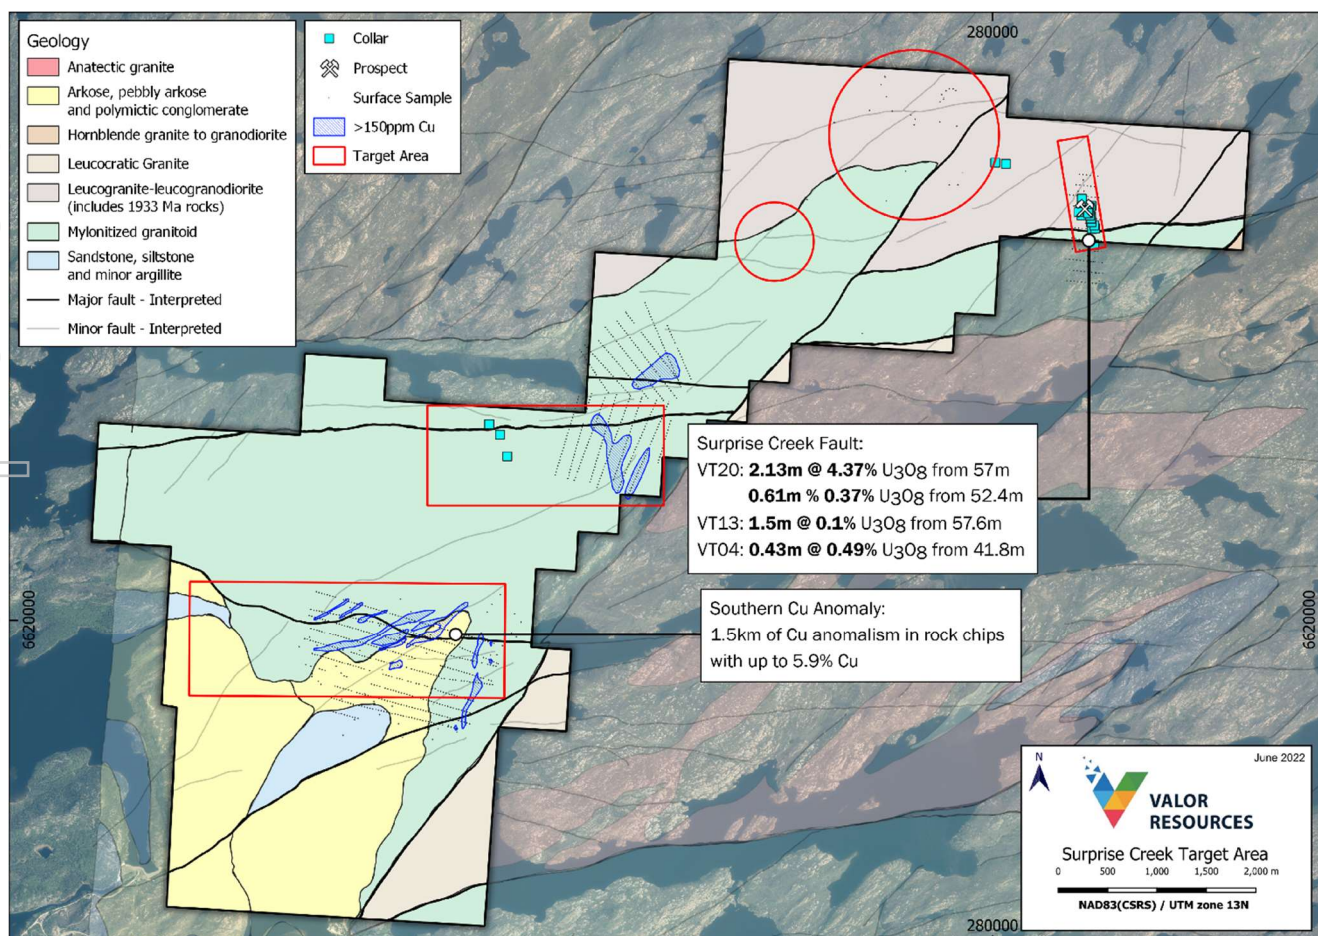 Geology
Anatectic granite
Arkose, pebbly arkose
and polymictic conglomerate
Hornblende granite to granodiorite
Leucocratic Granite
Leucogranite-leucogranodiorite
(includes 1933 Ma rocks)
Mylonitized granitoid
Sandstone, siltstone
and minor argillite
Major fault - Interpreted
Minor fault - Interpreted
Collar
Prospect
Surface Sample
>150ppm Cu
Target Area
280000
Surprise Creek Fault:
VT20: 2.13m @ 4.37% U3O8 from 57m
0.61m % 0.37% U3O8 from 52.4m
VT13: 1.5m @ 0.1% U3O8 from 57.6m
VT04: 0.43m @ 0.49% U3O8 from 41.8m
Southern Cu Anomaly:
1.5km of Cu anomalism in rock chips
with up to 5.9% Cu
6620000
6620000
280000
N
June 2022
VALOR
RESOURCES
Surprise Creek Target Area
0 500 1,000 1,500 2,000 m
NAD83(CSRS) / UTM zone 13N